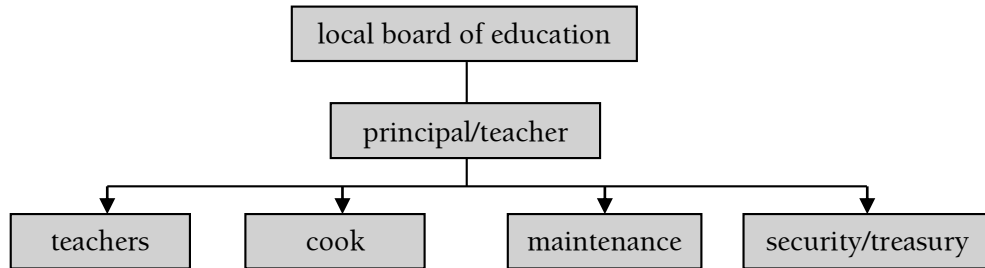 local board of education
principal/teacher
teachers
cook
maintenance
security/treasury